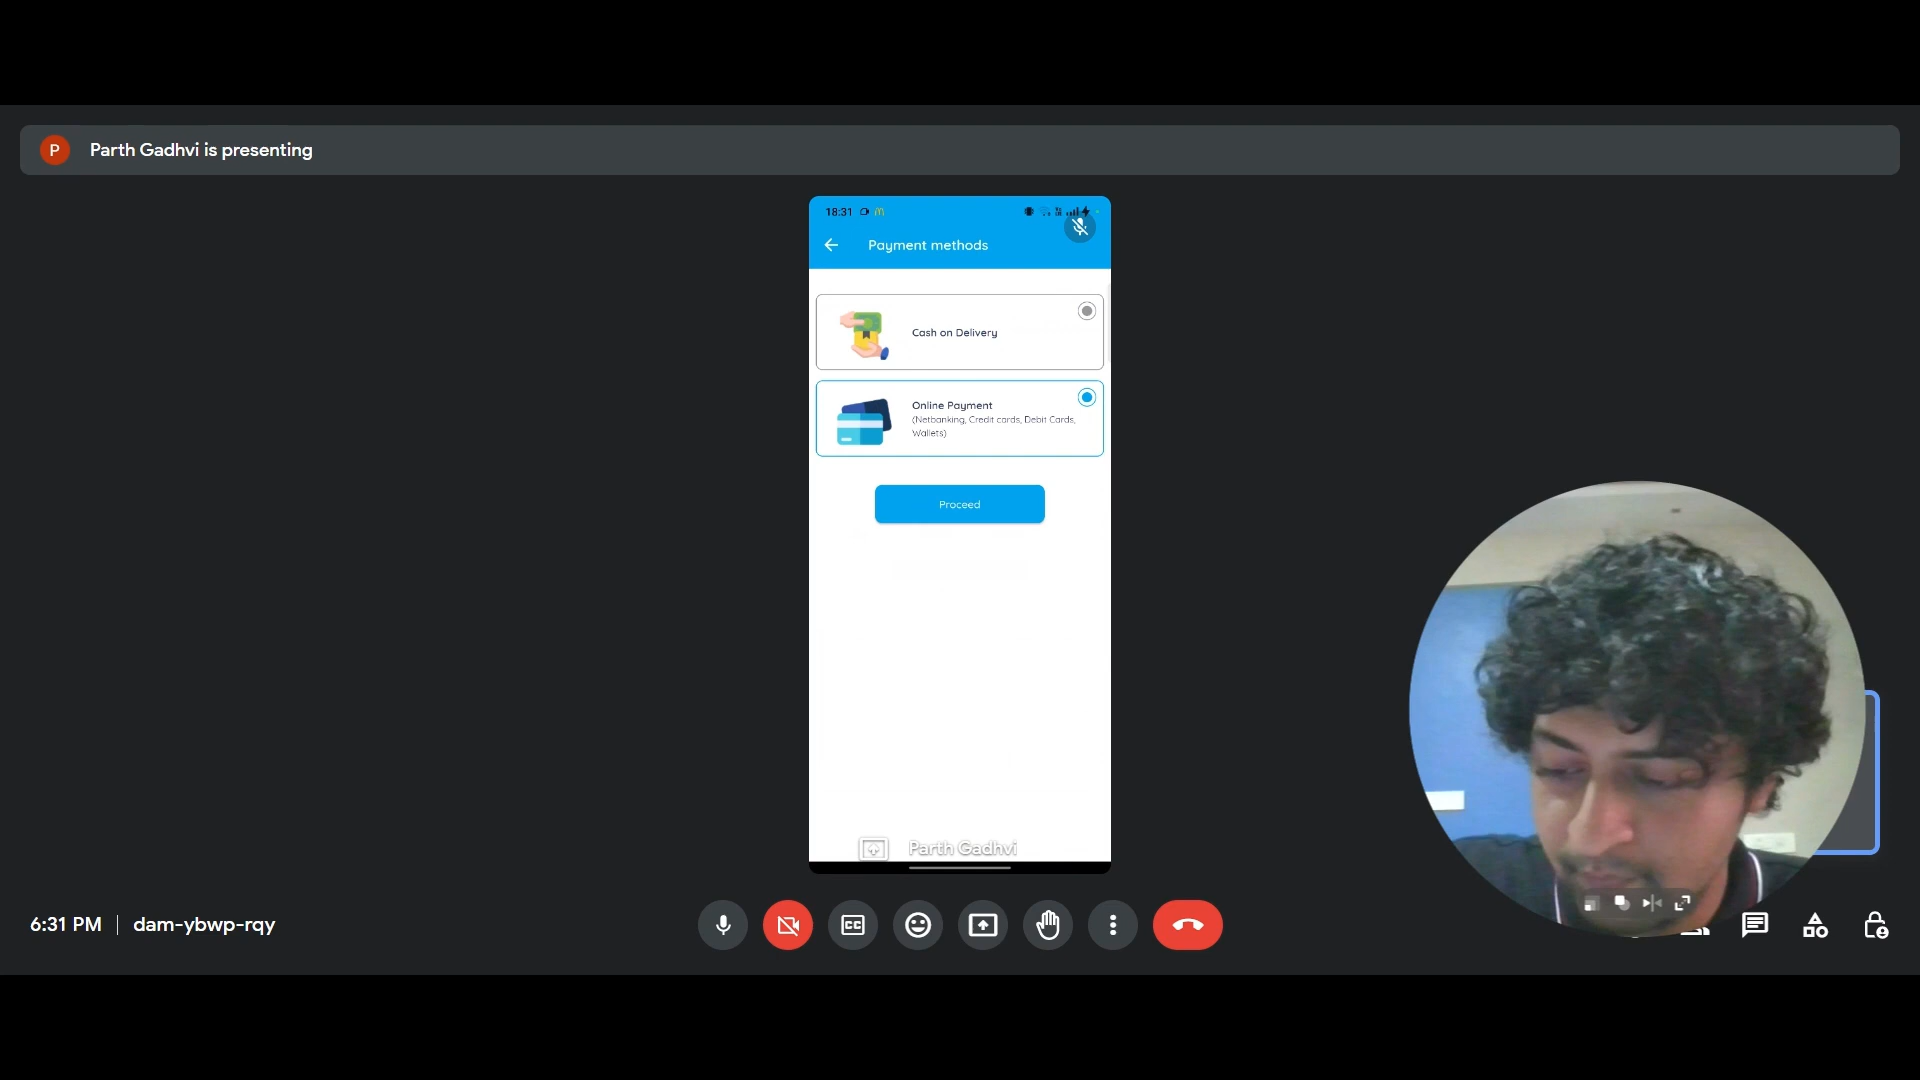 P Parth Gadhvi is presenting
18:31
Payment methods
Cash on Delivery
Online Payment
(Netbanking, Credit cards, Debit Cards,
Wallets)
Proceed
Parth Gadhvi
6:31 PM | dam-ybwp-rqy
CC